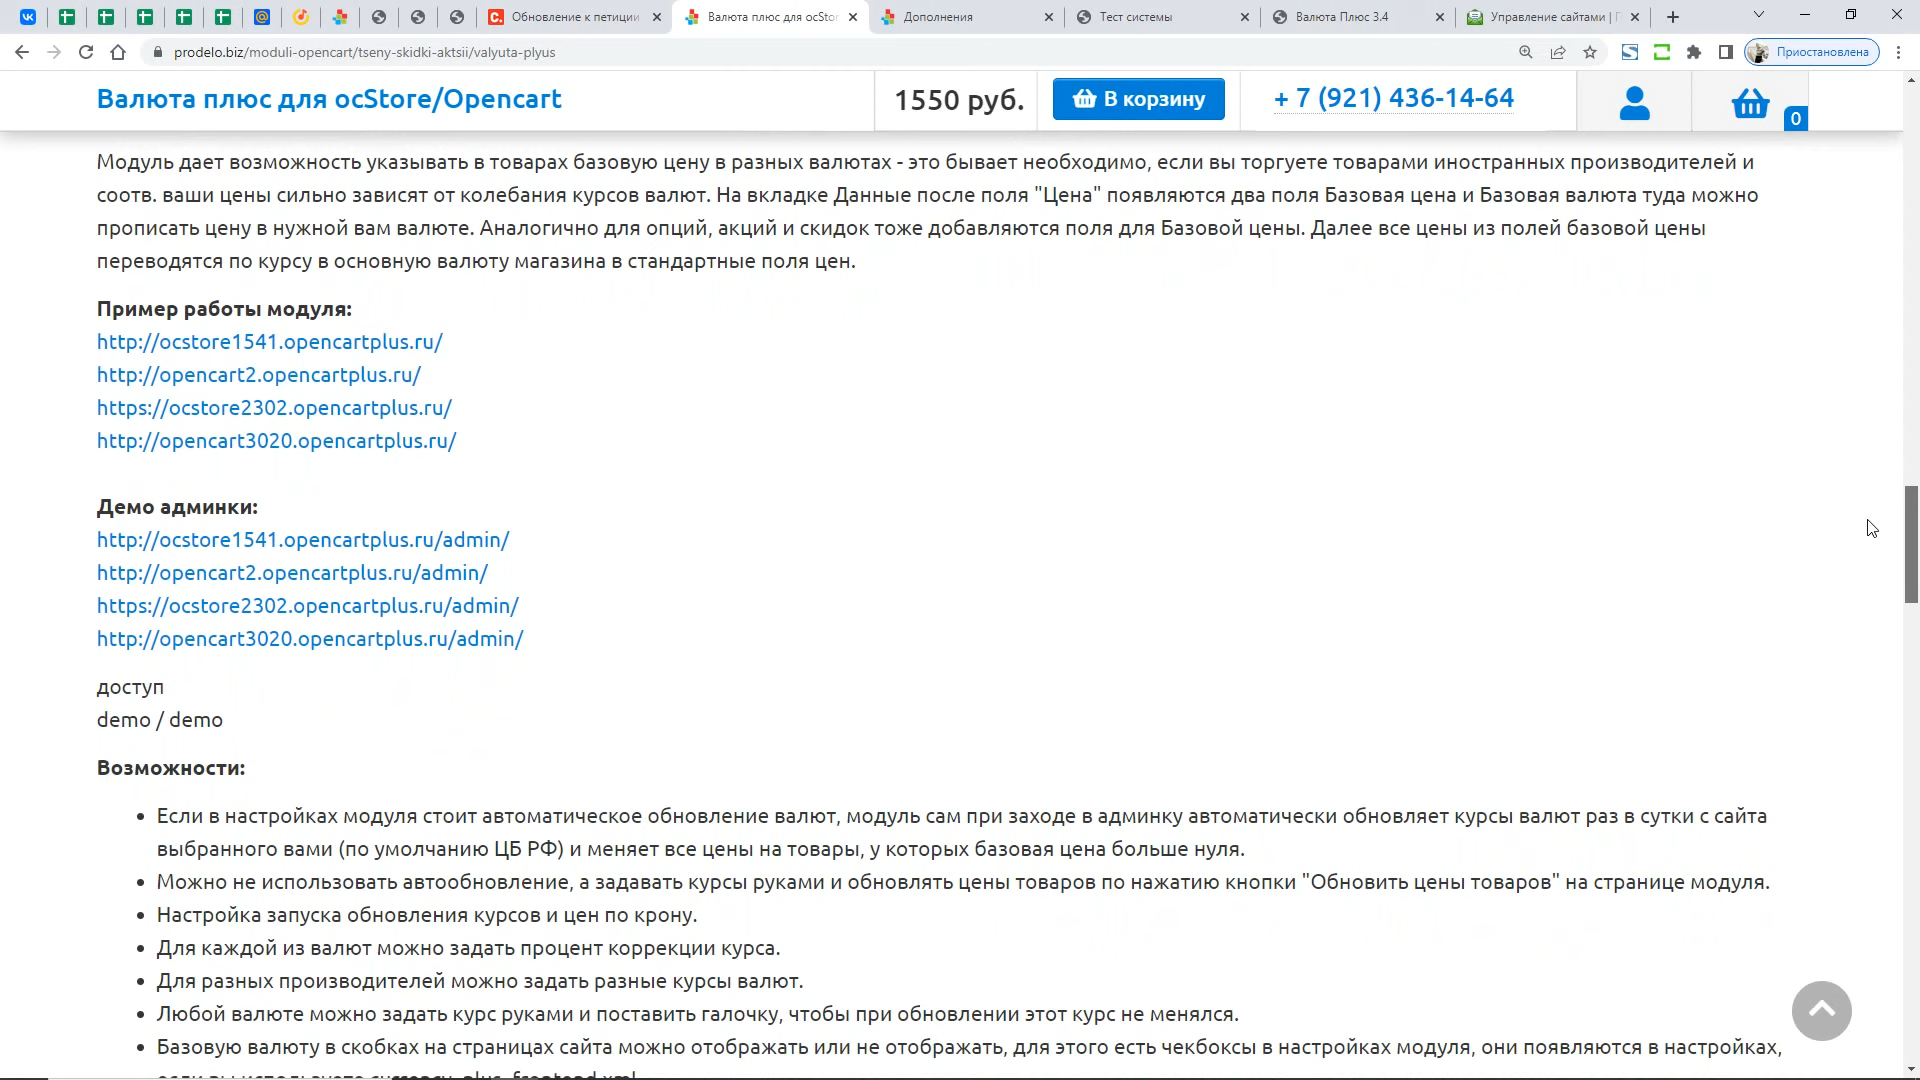 Обновление к петиции
Валюта плюс для ocStor
Дополнения
Тест системы
Валюта Плюс 3.4
Управление сайтами |
prodelo.biz/moduli-opencart/tseny-skidki-aktsii/valyuta-plyus
Приостановлена
Валюта плюс для ocStore/Opencart
1550 руб.
В корзину
+ 7 (921) 436-14-64
0
Модуль дает возможность указывать в товарах базовую цену в разных валютах - это бывает необходимо, если вы торгуете товарами иностранных производителей и
соотв. ваши цены сильно зависят от колебания курсов валют. На вкладке Данные после поля "Цена" появляются два поля Базовая цена и Базовая валюта туда можно
прописать цену в нужной вам валюте. Аналогично для опций, акций и скидок тоже добавляются поля для Базовой цены. Далее все цены из полей базовой цены
переводятся по курсу в основную валюту магазина в стандартные поля цен.
Пример работы модуля:
http://ocstore1541.opencartplus.ru/
http://opencart2.opencartplus.ru/
https://ocstore2302.opencartplus.ru/
http://opencart3020.opencartplus.ru/
Демо админки:
http://ocstore1541.opencartplus.ru/admin/
http://opencart2.opencartplus.ru/admin/
https://ocstore2302.opencartplus.ru/admin/
http://opencart3020.opencartplus.ru/admin/
доступ
demo / demo
Возможности:
• Если в настройках модуля стоит автоматическое обновление валют, модуль сам при заходе в админку автоматически обновляет курсы валют раз в сутки с сайта
выбранного вами (по умолчанию ЦБ РФ) и меняет все цены на товары, у которых базовая цена больше нуля.
• Можно не использовать автообновление, а задавать курсы руками и обновлять цены товаров по нажатию кнопки "Обновить цены товаров" на странице модуля.
• Настройка запуска обновления курсов и цен по крону.
• Для каждой из валют можно задать процент коррекции курса.
• Для разных производителей можно задать разные курсы валют.
• Любой валюте можно задать курс руками и поставить галочку, чтобы при обновлении этот курс не менялся.
• Базовую валюту в скобках на страницах сайта можно отображать или не отображать, для этого есть чекбоксы в настройках модуля, они появляются в настройках,
если вы используете currency_plus_frontend.xml